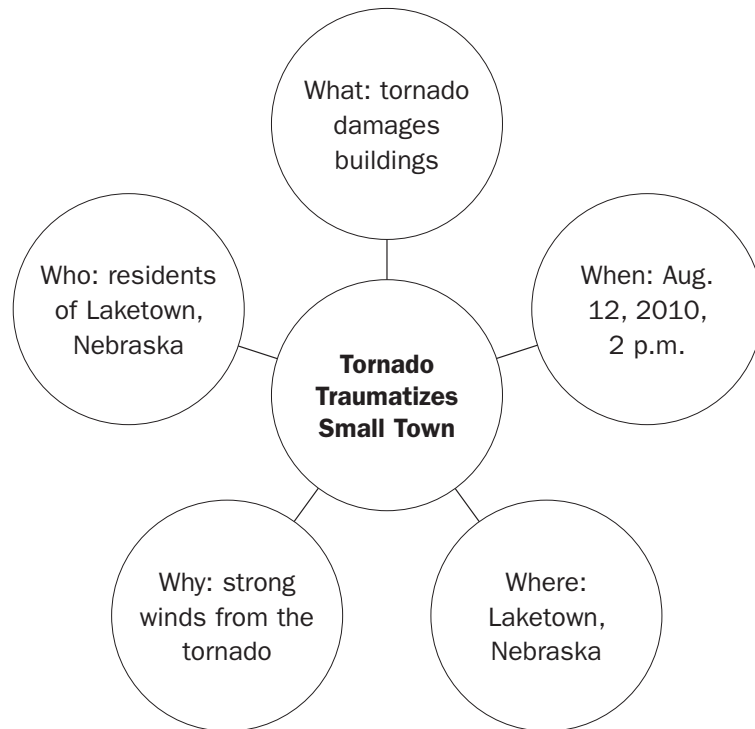 What: tornado
damages
buildings
Who: residents
of Laketown,
Nebraska
When: Aug.
12, 2010,
2 p.m.
Tornado
Traumatizes
Small Town
Why: strong
winds from the
tornado
Where:
Laketown,
Nebraska